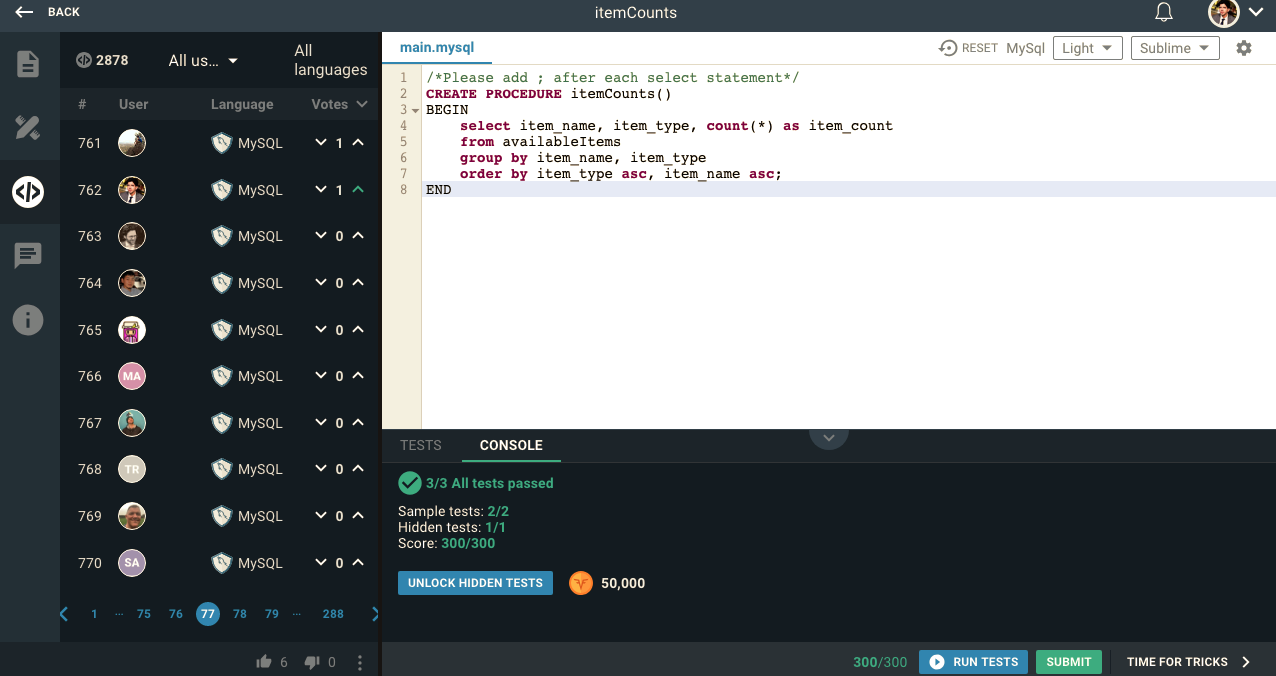 BACK
itemCounts
2878
All us...
All languages
# User Language Votes
761 MySQL 1
762 MySQL 1
763 MySQL 0
764 MySQL 0
765 MySQL 0
766 MA MySQL 0
767 MySQL 0
768 TR MySQL 0
769 MySQL 0
770 SA MySQL 0
1 ... 75 76 77 78 79 ... 288
6 0
main.mysql
RESET MySql Light Sublime
1 /*Please add ; after each select statement*/
2 CREATE PROCEDURE itemCounts()
3 BEGIN
4 select item_name, item_type, count(*) as item_count
5 from availableItems
6 group by item_name, item_type
7 order by item_type asc, item_name asc;
8 END
TESTS CONSOLE
3/3 All tests passed
Sample tests: 2/2
Hidden tests: 1/1
Score: 300/300
UNLOCK HIDDEN TESTS 50,000
300/300 RUN TESTS SUBMIT TIME FOR TRICKS